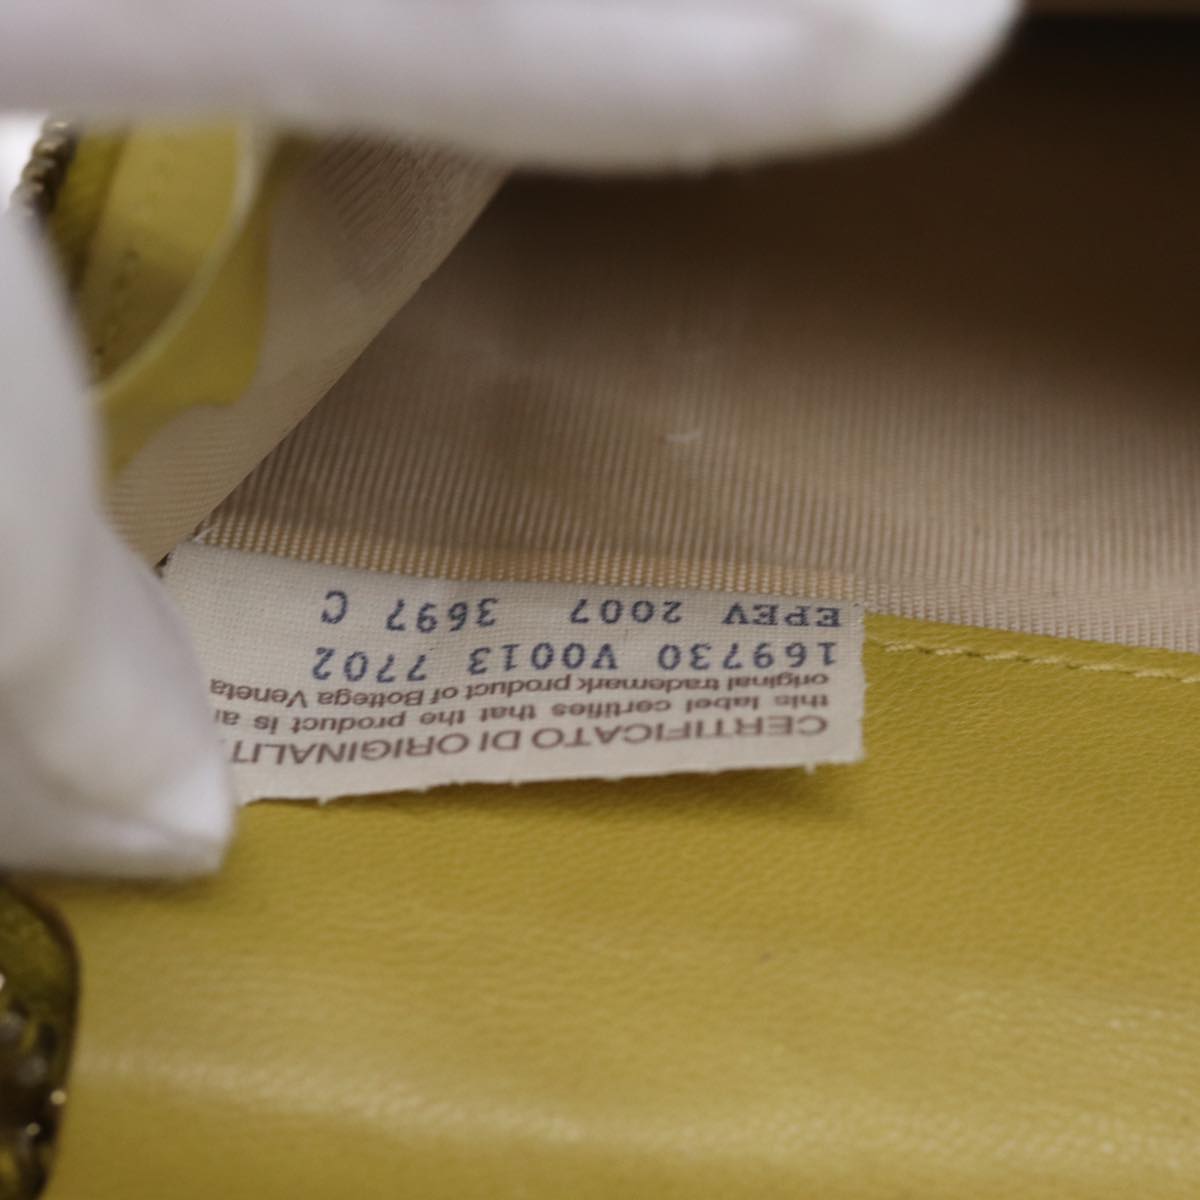 CERTIFICATO DI ORIGINALIT
this label certifies that the product is a
original trademark product of Bottega Veneta
169730 V0013 7702
EPEV 2007 3697 C